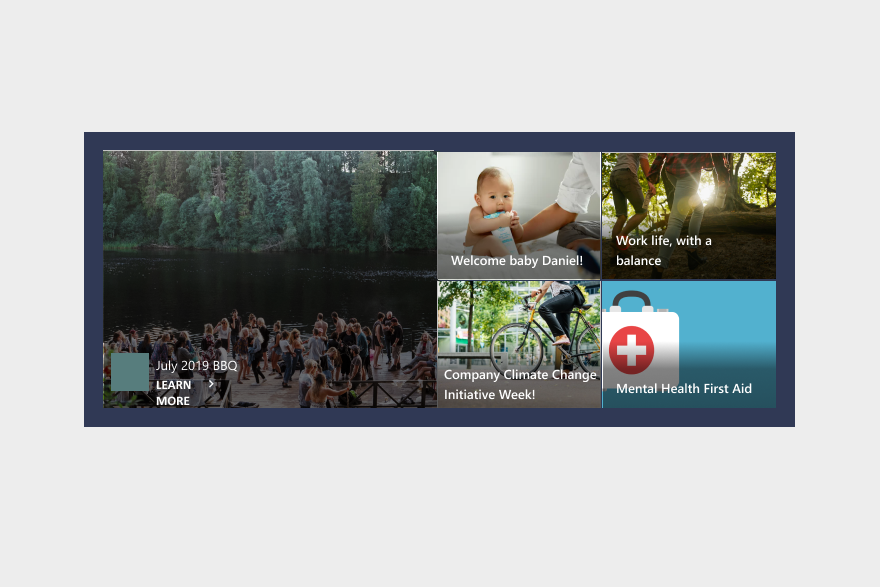 July 2019 BBQ
LEARN
MORE
Welcome baby Daniel!
Work life, with a
balance
Company Climate Change
Initiative Week!
Mental Health First Aid